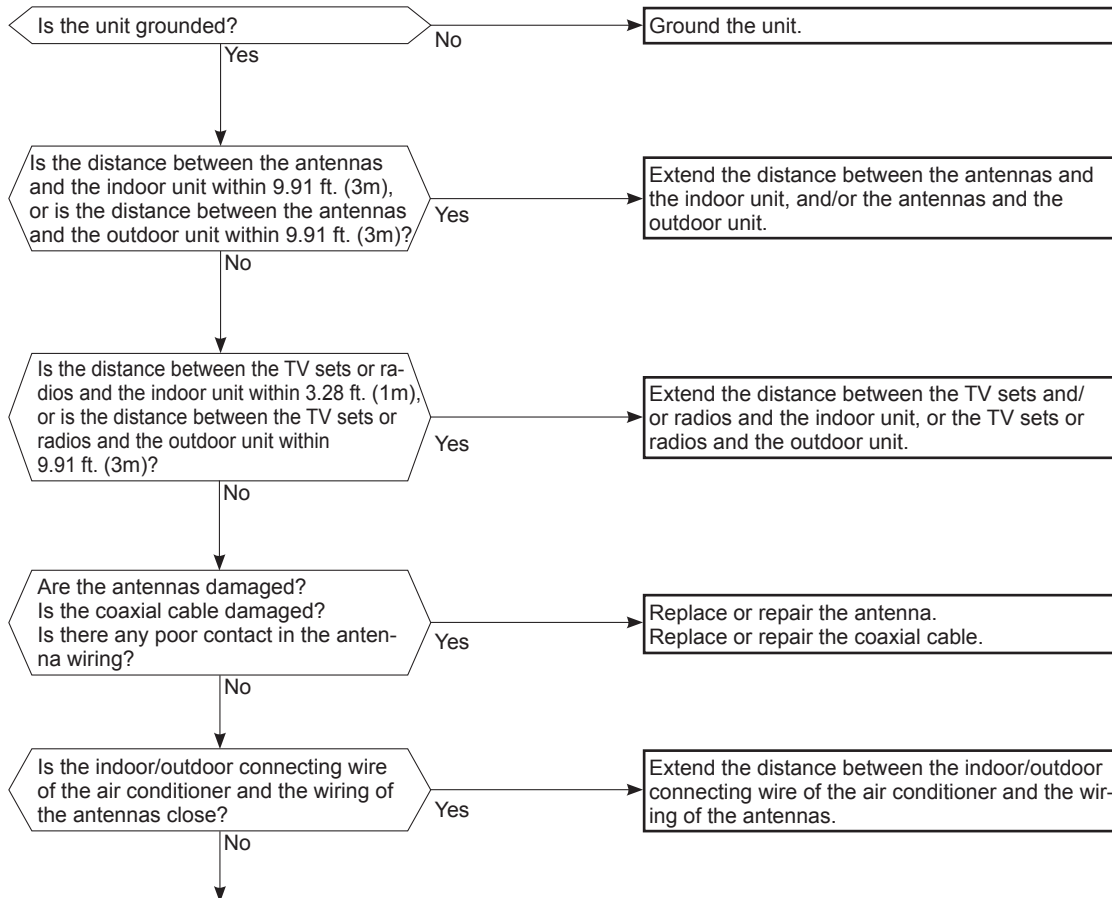 Is the unit grounded?
No
Ground the unit.
Yes
Is the distance between the antennas
and the indoor unit within 9.91 ft. (3m),
or is the distance between the antennas
and the outdoor unit within 9.91 ft. (3m)?
Yes
Extend the distance between the antennas and
the indoor unit, and/or the antennas and the
outdoor unit.
No
Is the distance between the TV sets or ra-
dios and the indoor unit within 3.28 ft. (1m),
or is the distance between the TV sets or
radios and the outdoor unit within
9.91 ft. (3m)?
Yes
Extend the distance between the TV sets and/
or radios and the indoor unit, or the TV sets or
radios and the outdoor unit.
No
Are the antennas damaged?
Is the coaxial cable damaged?
Is there any poor contact in the anten-
na wiring?
Yes
Replace or repair the antenna.
Replace or repair the coaxial cable.
No
Is the indoor/outdoor connecting wire
of the air conditioner and the wiring of
the antennas close?
Yes
Extend the distance between the indoor/outdoor
connecting wire of the air conditioner and the wir-
ing of the antennas.
No